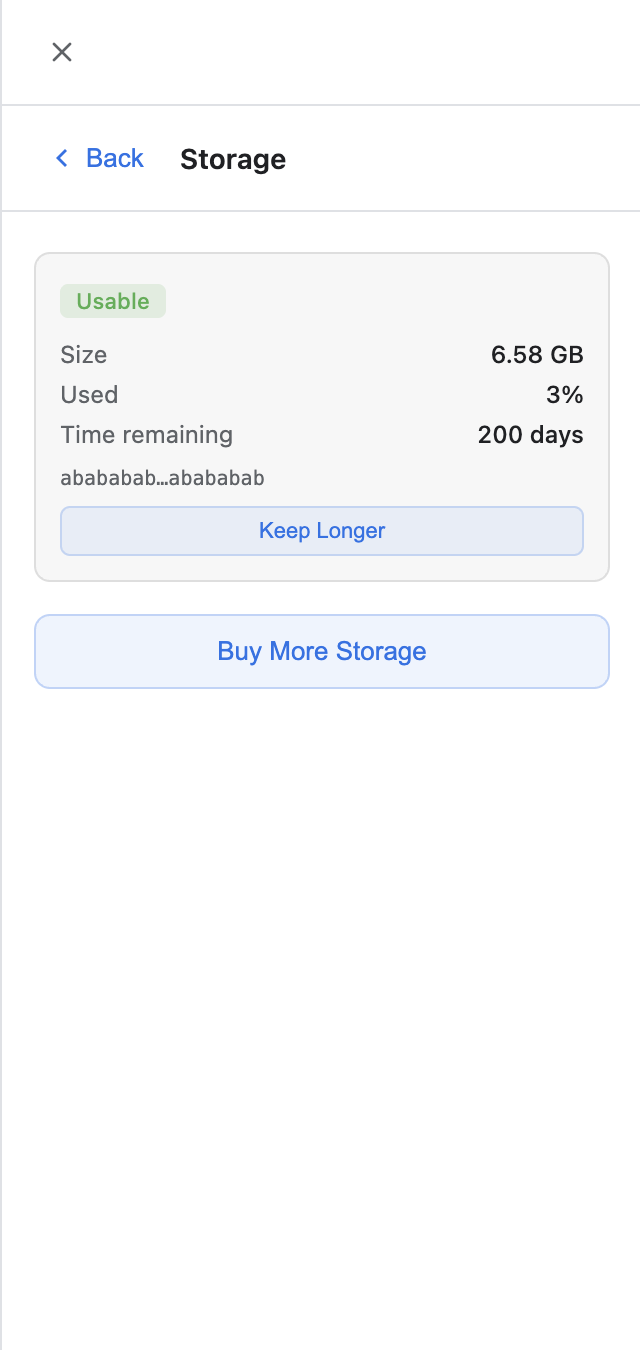 Back Storage
Usable
Size 6.58 GB
Used 3%
Time remaining 200 days
abababab…abababab
Keep Longer
Buy More Storage